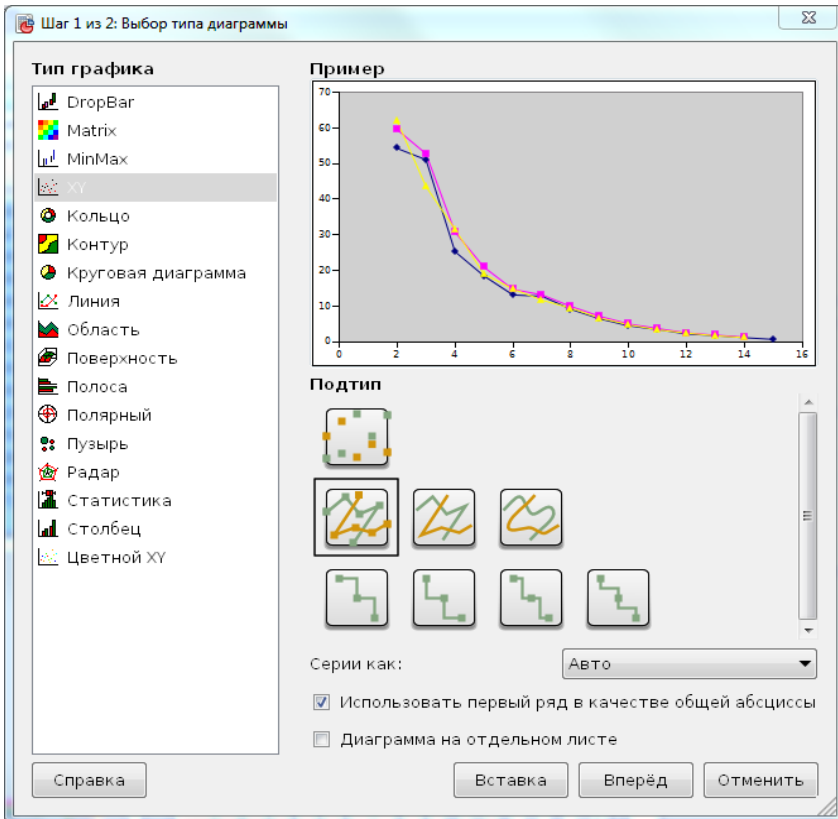 Шаг 1 из 2: Выбор типа диаграммы
Тип графика
DropBar
Matrix
MinMax
XY
Кольцо
Контур
Круговая диаграмма
Линия
Область
Поверхность
Полоса
Полярный
Пузырь
Радар
Статистика
Столбец
Цветной XY
Пример
70
60
50
40
30
20
10
0
0 2 4 6 8 10 12 14 16
Подтип
Серии как: Авто
Использовать первый ряд в качестве общей абсциссы
Диаграмма на отдельном листе
Справка Вставка Вперёд Отменить